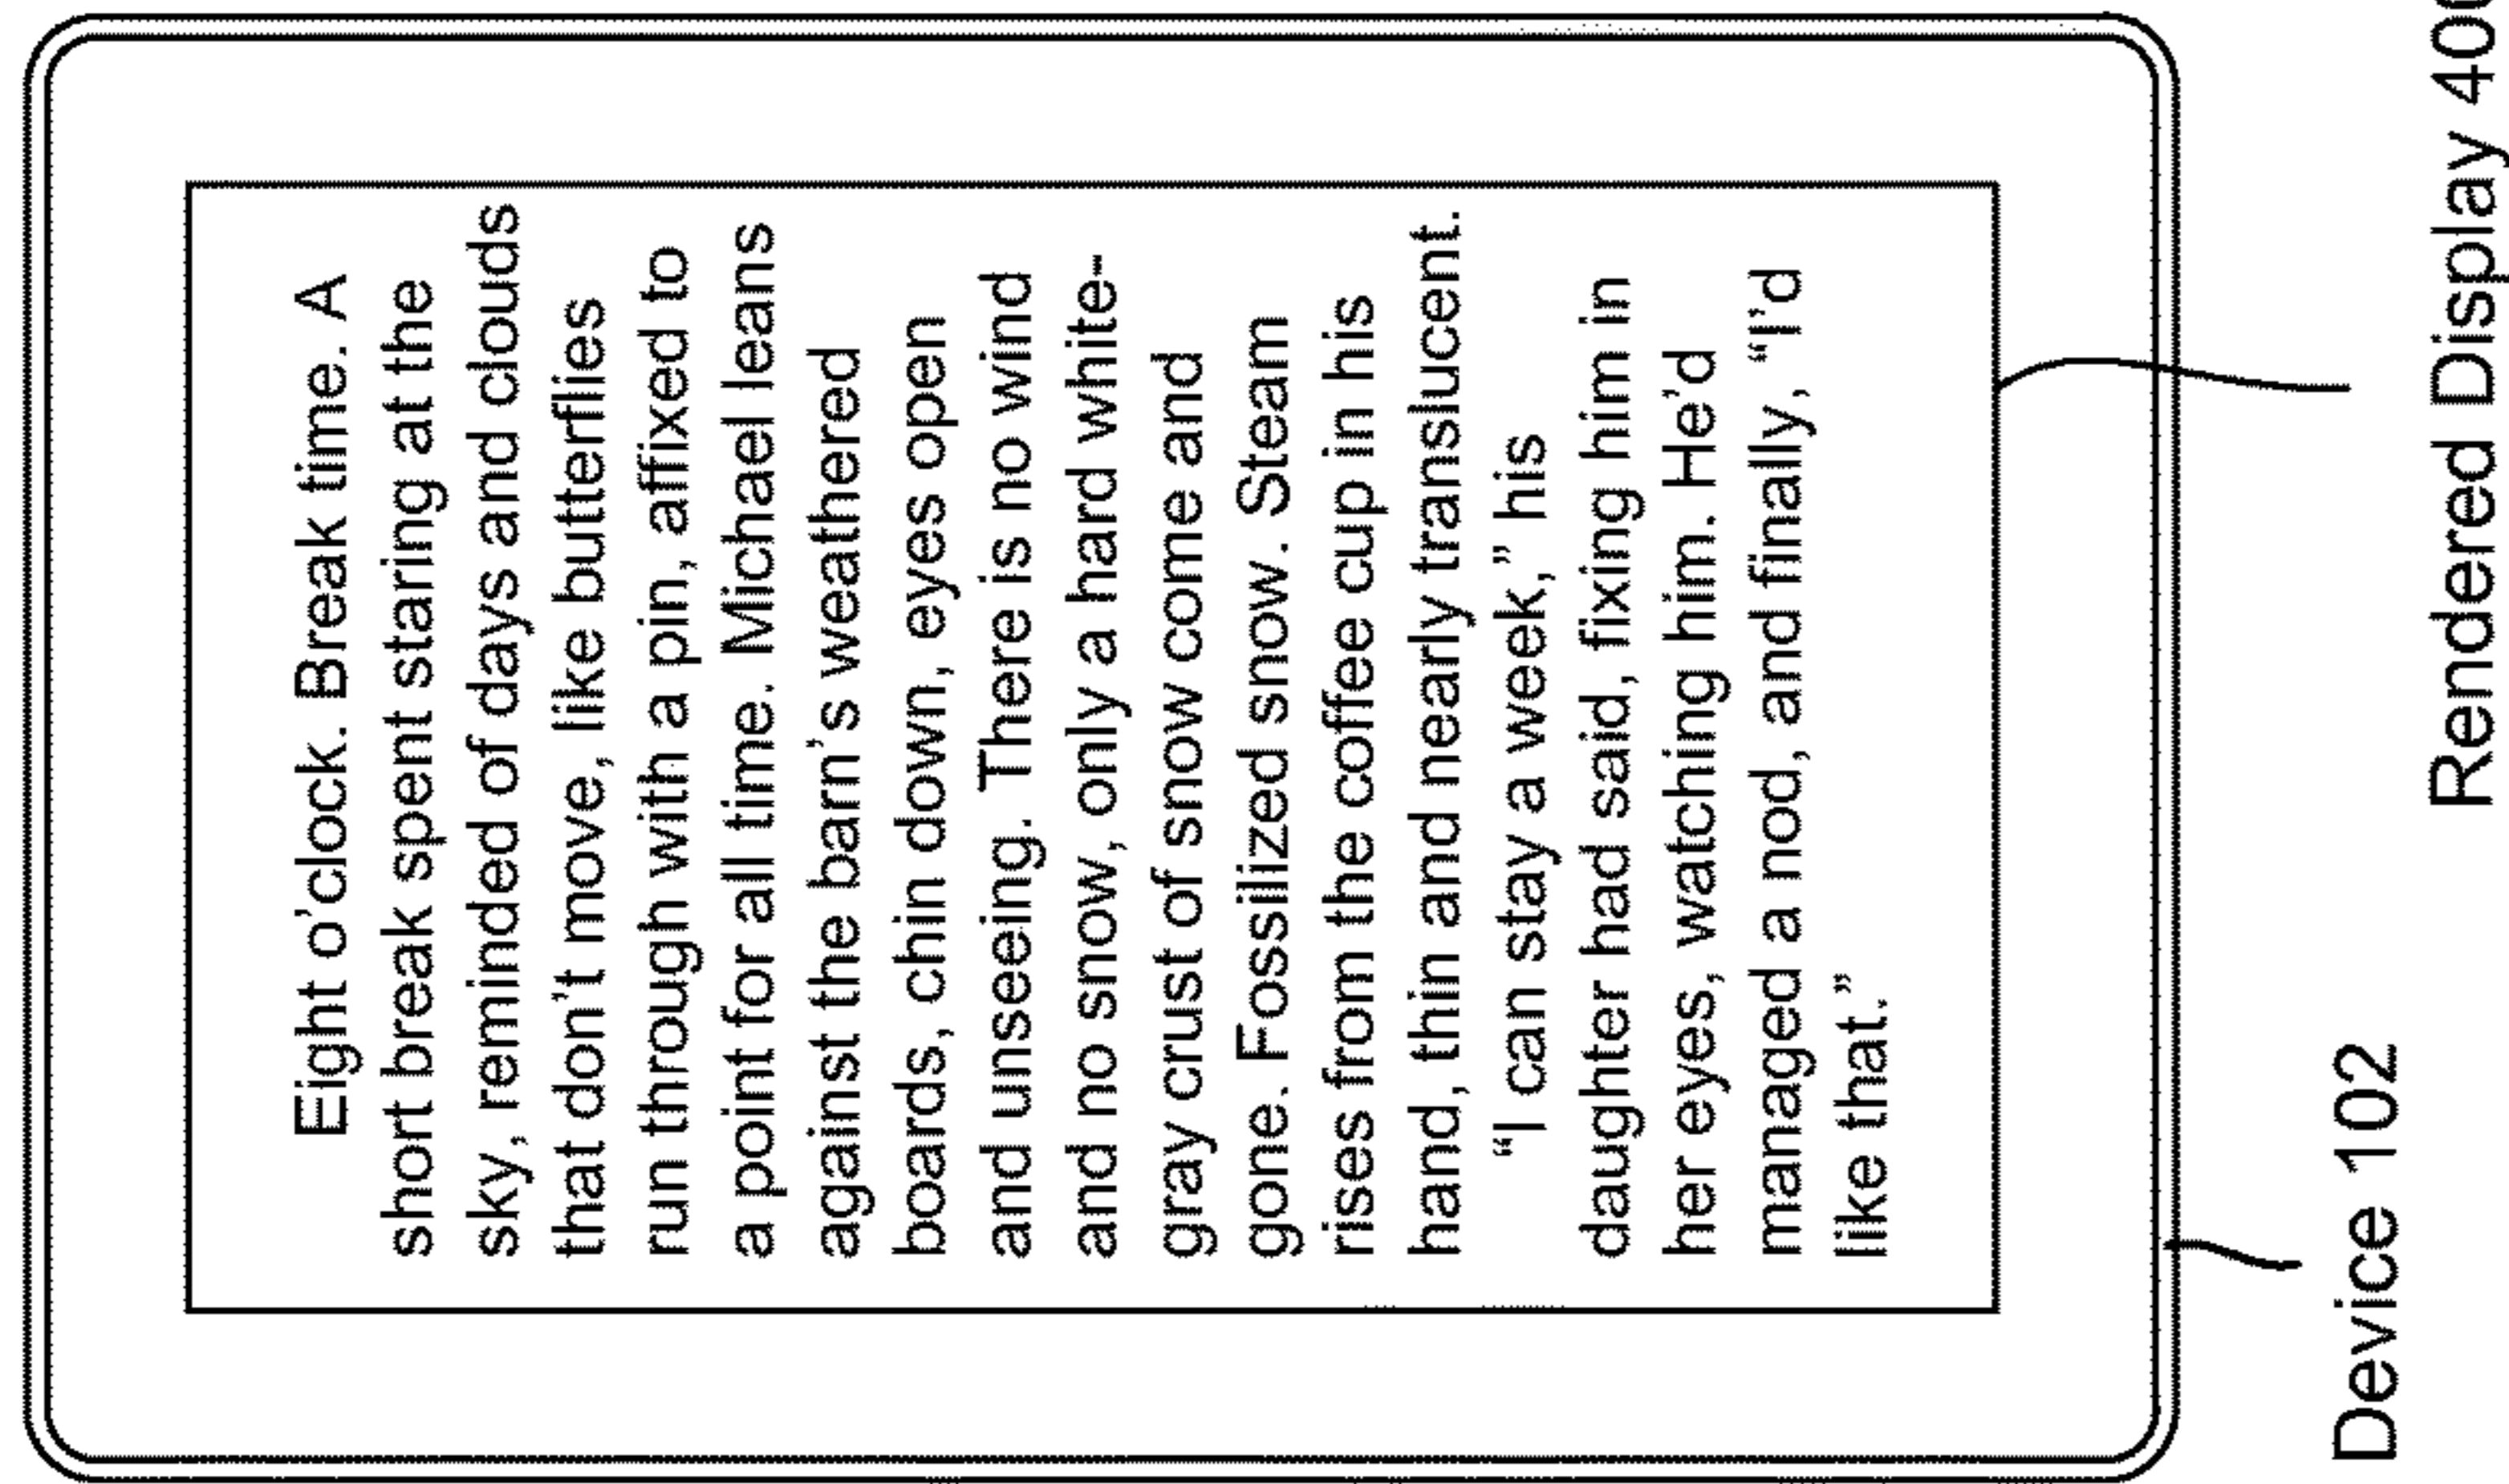 Eight o'clock. Break time. A
short break spent staring at the
sky, reminded of days and clouds
that don't move, like butterflies
run through with a pin, affixed to
a point for all time. Michael leans
against the barn's weathered
boards, chin down, eyes open
and unseeing. There is no wind
and no snow, only a hard white-
gray crust of snow come and
gone. Fossilized snow. Steam
rises from the coffee cup in his
hand, thin and nearly translucent.
“I can stay a week,” his
daughter had said, fixing him in
her eyes, watching him. He’d
managed a nod, and finally, “I’d
like that.”
Device 102
Rendered Display